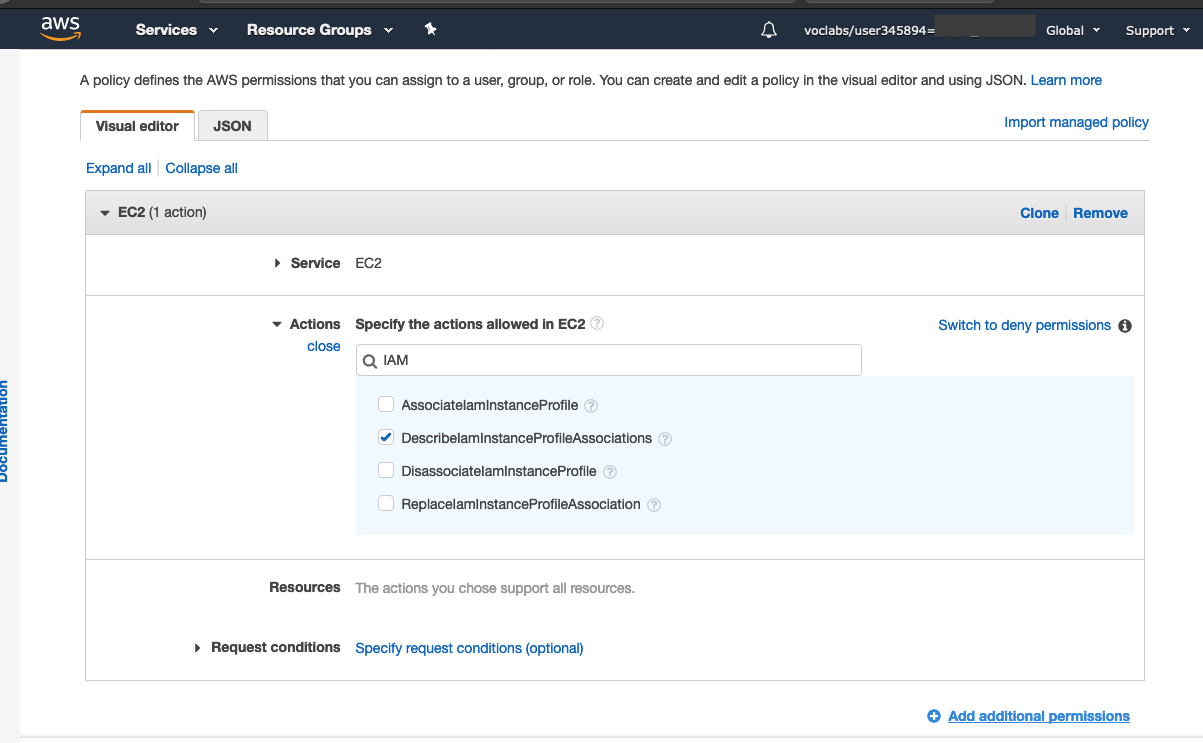 aws Services Resource Groups voclabs/user345894= Global Support
A policy defines the AWS permissions that you can assign to a user, group, or role. You can create and edit a policy in the visual editor and using JSON. Learn more
Visual editor JSON Import managed policy
Expand all Collapse all
EC2 (1 action) Clone Remove
Service EC2
Actions Specify the actions allowed in EC2 ? Switch to deny permissions i
close
IAM
AssociateIamInstanceProfile ?
DescribeIamInstanceProfileAssociations ?
DisassociateIamInstanceProfile ?
ReplaceIamInstanceProfileAssociation ?
Resources The actions you chose support all resources.
Request conditions Specify request conditions (optional)
Add additional permissions
Documentation